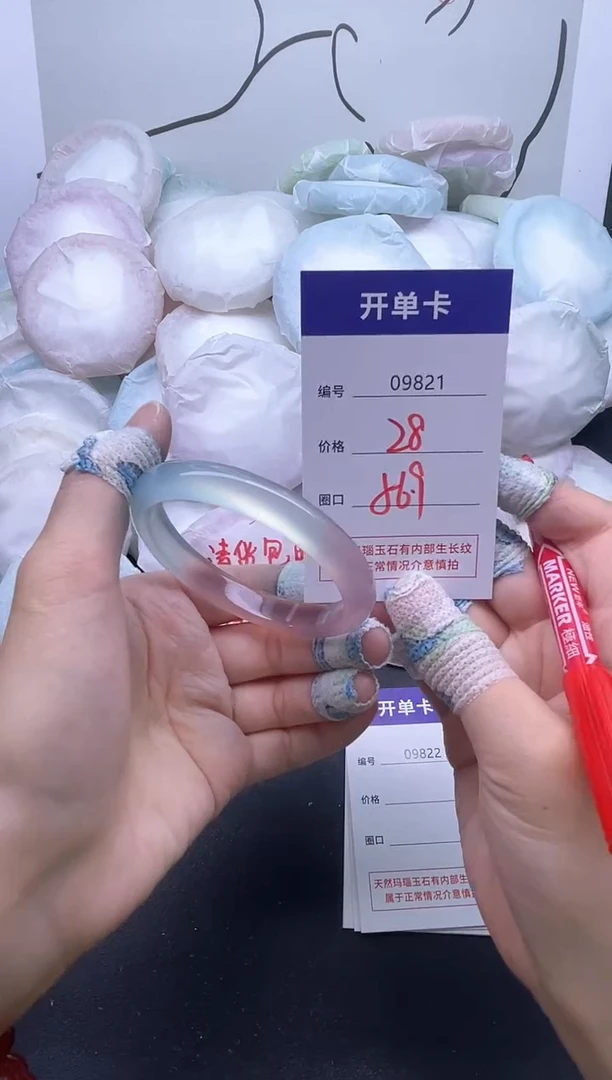 开单卡
编号 09821
价格 28
圈口 56.9
瑙玉石有内部生长纹
正常情况介意慎拍
MARKER
开单卡
编号 09822
价格
圈口
天然玛瑙玉石有内部生
属于正常情况介意慎